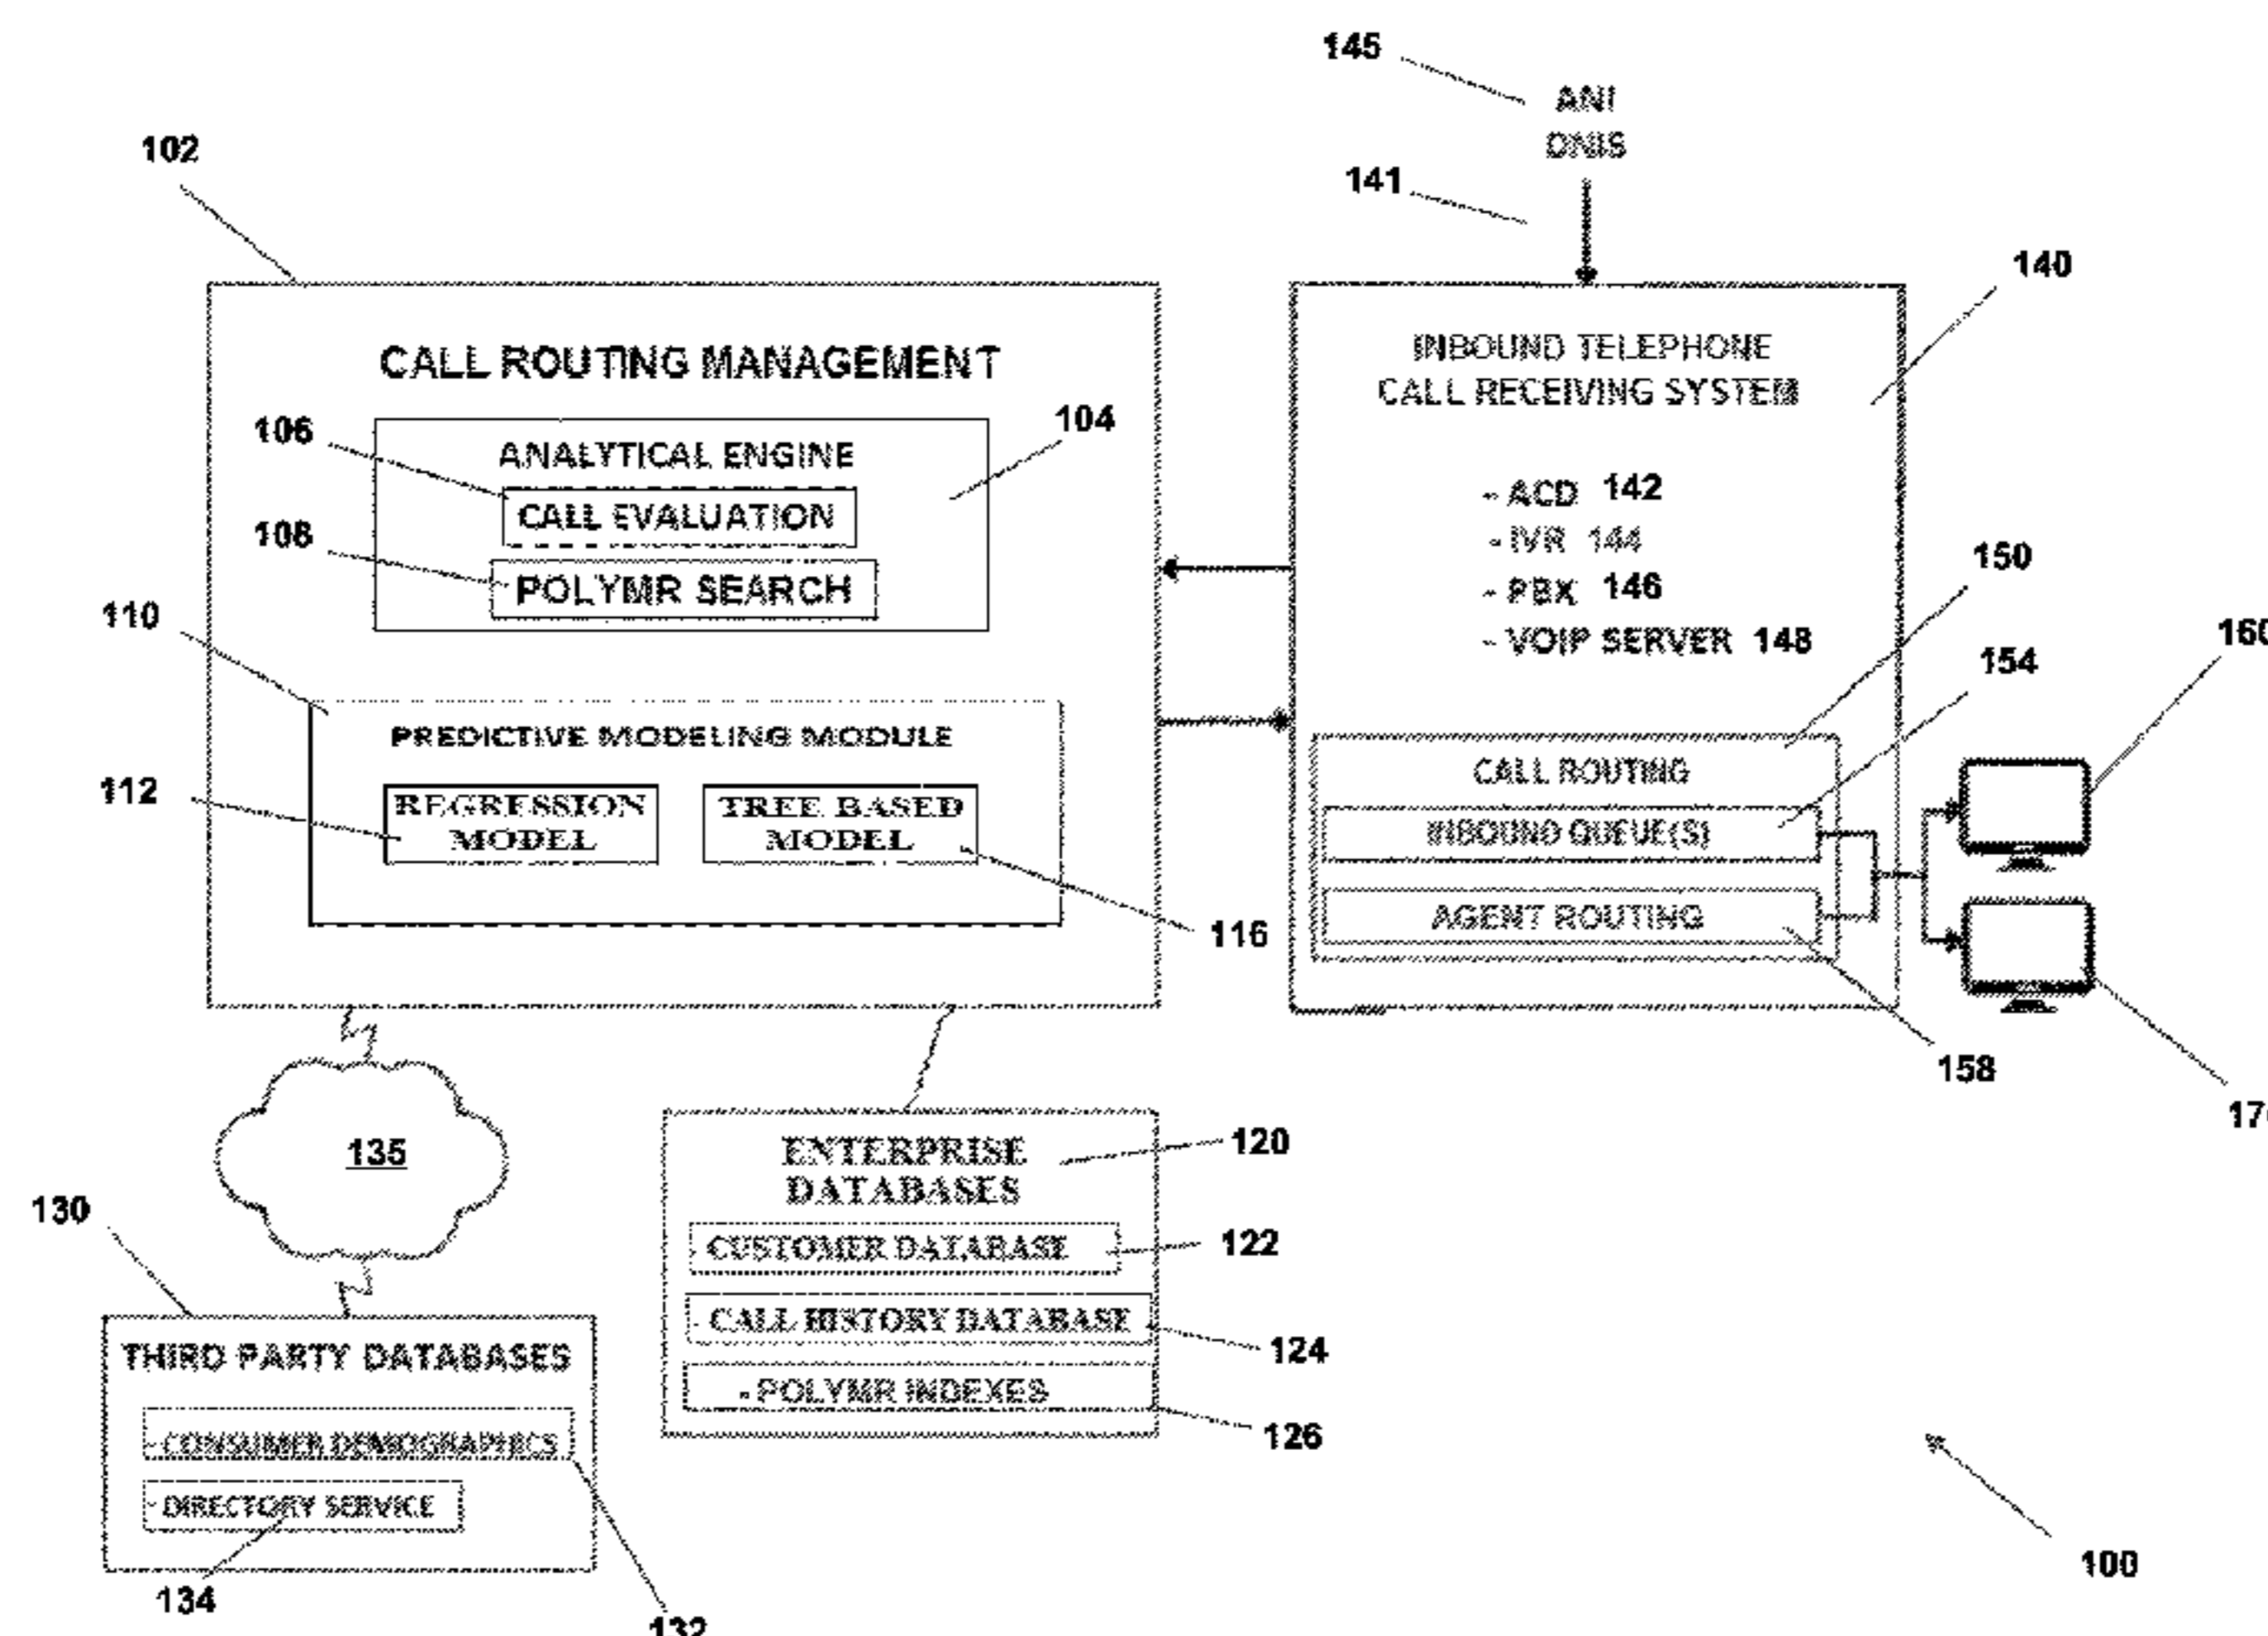 145
ANI
DNIS
102
141
140
CALL ROUTING MANAGEMENT
INBOUND TELEPHONE
CALL RECEIVING SYSTEM
106
104
ANALYTICAL ENGINE
CALL EVALUATION
108
POLYMR SEARCH
- ACD 142
- IVR 144
- PBX 146
- VOIP SERVER 148
150
154
160
110
PREDICTIVE MODELING MODULE
112
REGRESSION
MODEL
TREE BASED
MODEL
116
CALL ROUTING
INBOUND QUEUE(S)
AGENT ROUTING
158
135
ENTERPRISE
DATABASES
120
- CUSTOMER DATABASE
122
- CALL HISTORY DATABASE
124
- POLYMR INDEXES
126
130
THIRD PARTY DATABASES
- CONSUMER DEMOGRAPHICS
- DIRECTORY SERVICE
134
132
100